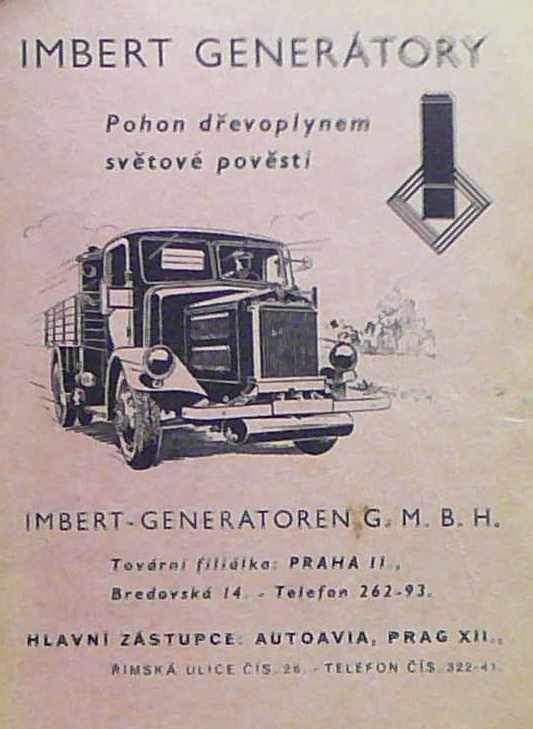 IMBERT GENERÁTORY
Pohon dřevoplynem
světové pověsti
IMBERT-GENERATOREN G. M. B. H.
Tovární filiálka: PRAHA II.,
Bredovská 14. - Telefon 262-93.
HLAVNÍ ZÁSTUPCE: AUTOAVIA, PRAG XII.,
ŘÍMSKÁ ULICE ČÍS. 26. - TELEFON ČÍS. 322-41.